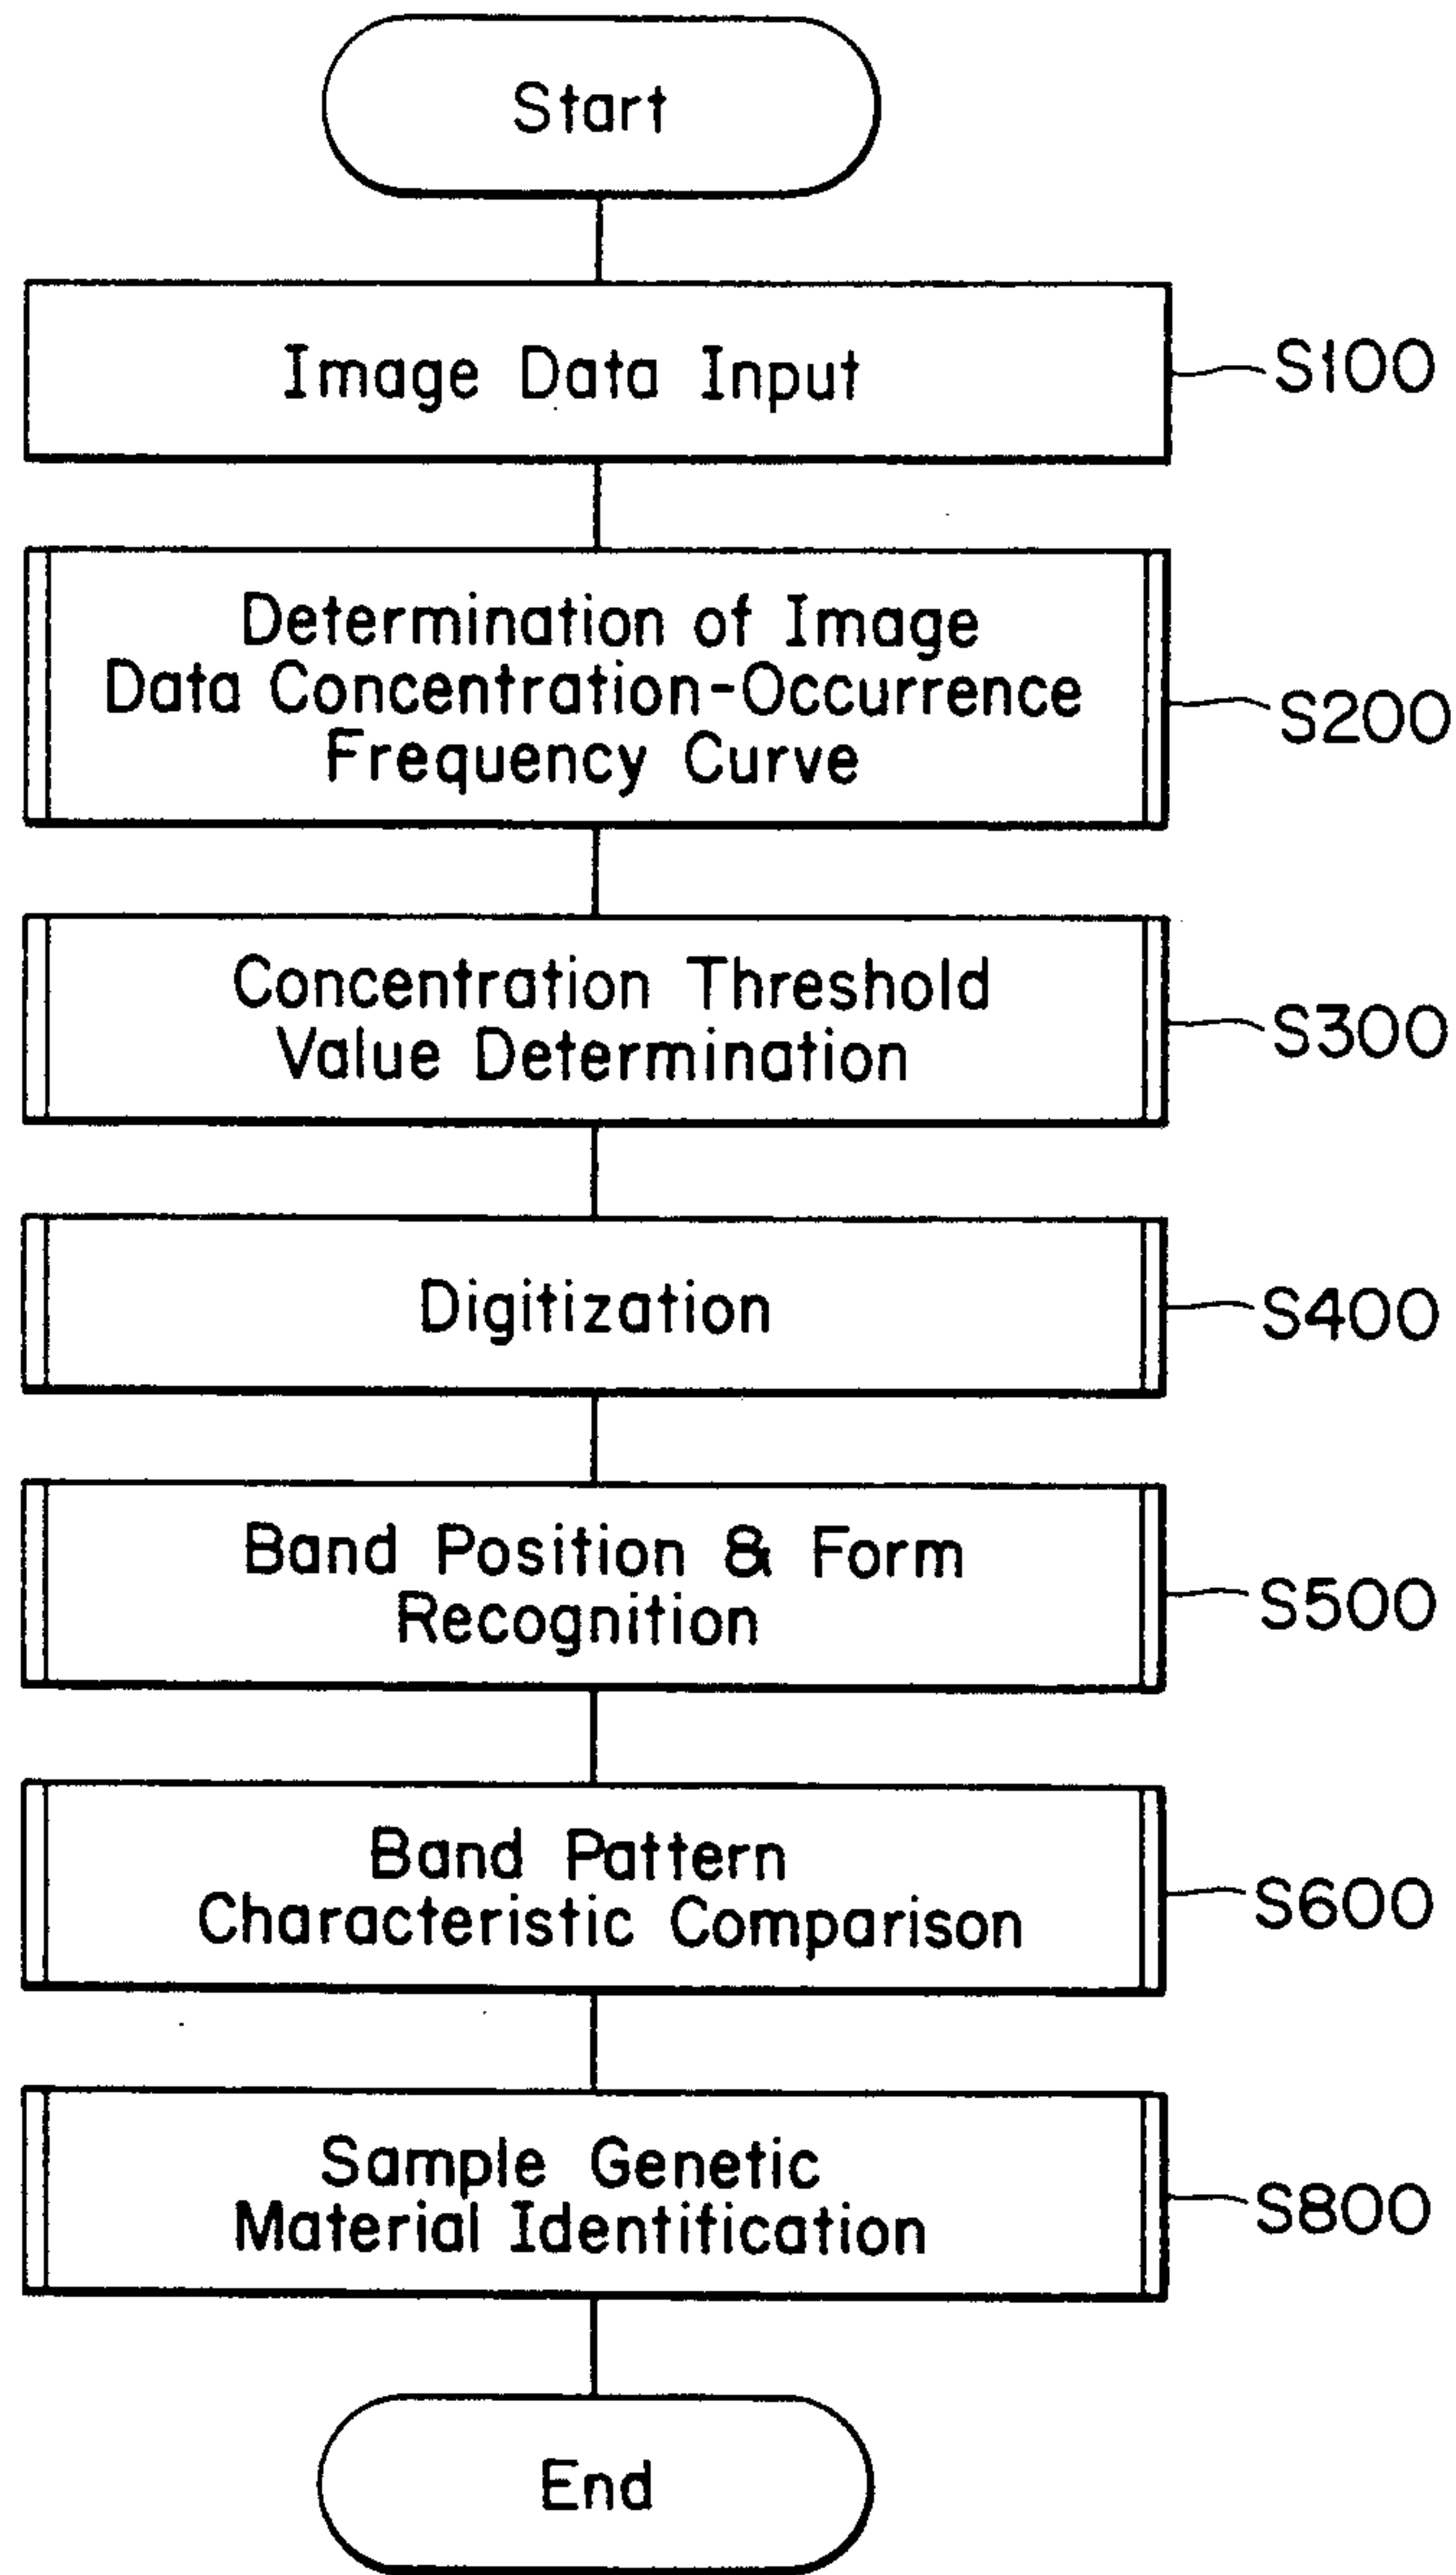 Start
Image Data Input
S100
Determination of Image
Data Concentration-Occurrence
Frequency Curve
S200
Concentration Threshold
Value Determination
S300
Digitization
S400
Band Position & Form
Recognition
S500
Band Pattern
Characteristic Comparison
S600
Sample Genetic
Material Identification
S800
End